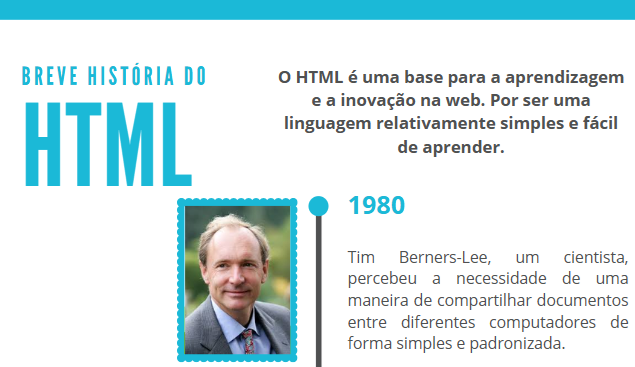 BREVE HISTÓRIA DO
HTML
O HTML é uma base para a aprendizagem
e a inovação na web. Por ser uma
linguagem relativamente simples e fácil
de aprender.
1980
Tim Berners-Lee, um cientista,
percebeu a necessidade de uma
maneira de compartilhar documentos
entre diferentes computadores de
forma simples e padronizada.